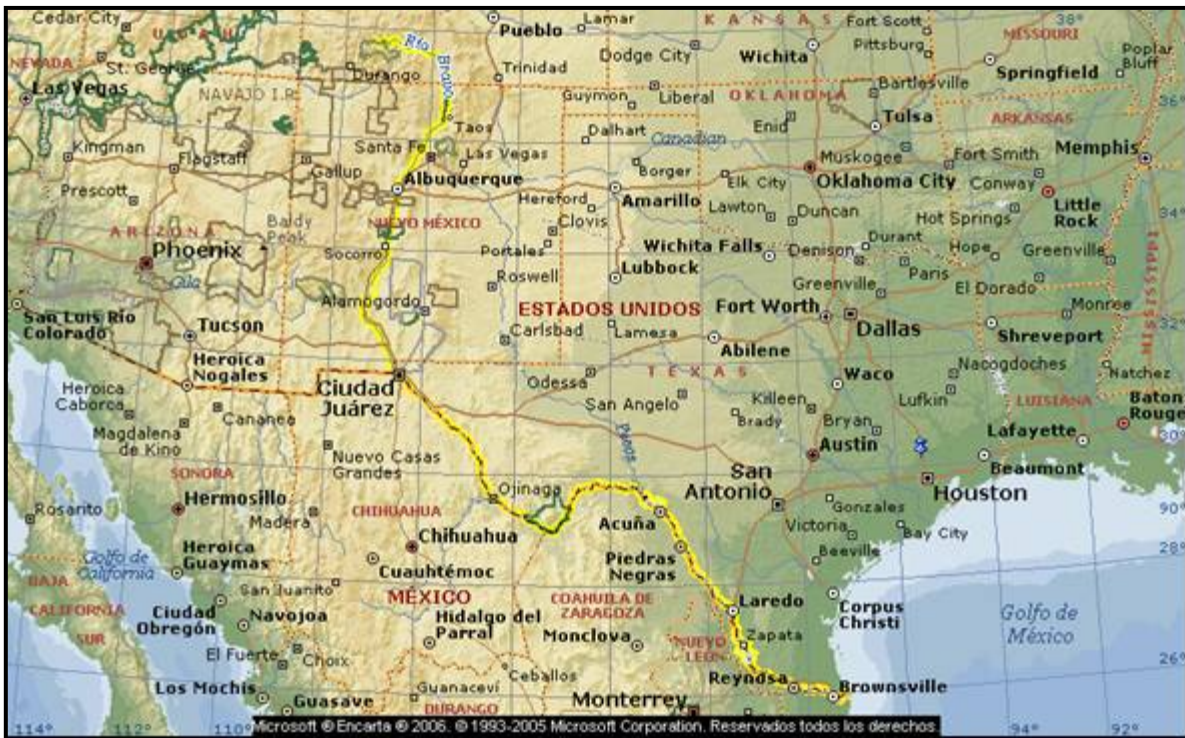 Cedar City
Pueblo
Lamar
KANSAS
Fort Scott
38°
MISSOURI
UTAH
Río
Bravo
Dodge City
Wichita
Pittsburg
Poplar
Bluff
NEVADA
St. George
Durango
Trinidad
Springfield
Las Vegas
NAVAJO I.R.
Guymon
Liberal
OKLAHOMA
Bartlesville
36°
Taos
Dalhart
Canadian
Enid
Tulsa
ARKANSAS
Kingman
Flagstaff
Santa Fe
Las Vegas
Borger
Muskogee
Fort Smith
Memphis
Gallup
Albuquerque
Elk City
Oklahoma City
Conway
Prescott
Hereford
Amarillo
Lawton
Duncan
Little
Rock
Baldy
Peak
NUEVO MÉXICO
Clovis
Hot Springs
34°
ARIZONA
Phoenix
Socorro
Portales
Wichita Falls
Denison
Durant
Hope
Greenville
Gila
Roswell
Lubbock
Paris
Alamogordo
Greenville
El Dorado
MISSISSIPPI
San Luis Río
Colorado
Tucson
ESTADOS UNIDOS
Fort Worth
Dallas
Monroe
Carlsbad
Lamesa
Shreveport
32°
Heroica
Nogales
Abilene
Nacogdoches
Heroica
Caborca
Ciudad
Juárez
Odessa
TEXAS
Waco
Natchez
Cananea
San Angelo
Killeen
Lufkin
LUISIANA
Baton
Rouge
Magdalena
de Kino
Brady
Bryan
Nuevo Casas
Grandes
Pecos
Austin
Lafayette
30°
SONORA
San
Antonio
Beaumont
Hermosillo
Ojinaga
Houston
Rosarito
Madera
CHIHUAHUA
Acuña
Gonzales
90°
Chihuahua
Victoria
Bay City
Golfo de
California
Heroica
Guaymas
Piedras
Negras
Beeville
28°
Cuauhtémoc
BAJA
CALIFORNIA
SUR
San Juanito
MÉXICO
COAHUILA DE
ZARAGOZA
Laredo
Corpus
Christi
Golfo de
México
Ciudad
Obregón
Navojoa
Hidalgo del
Parral
Monclova
NUEVO
LEÓN
Zapata
El Fuerte
Choix
Ceballos
26°
Los Mochis
Guanaceví
Reynosa
Brownsville
Guasave
DURANGO
Monterrey
114°
110°
Microsoft ® Encarta ® 2006. © 1993-2005 Microsoft Corporation. Reservados todos los derechos.
94°
92°